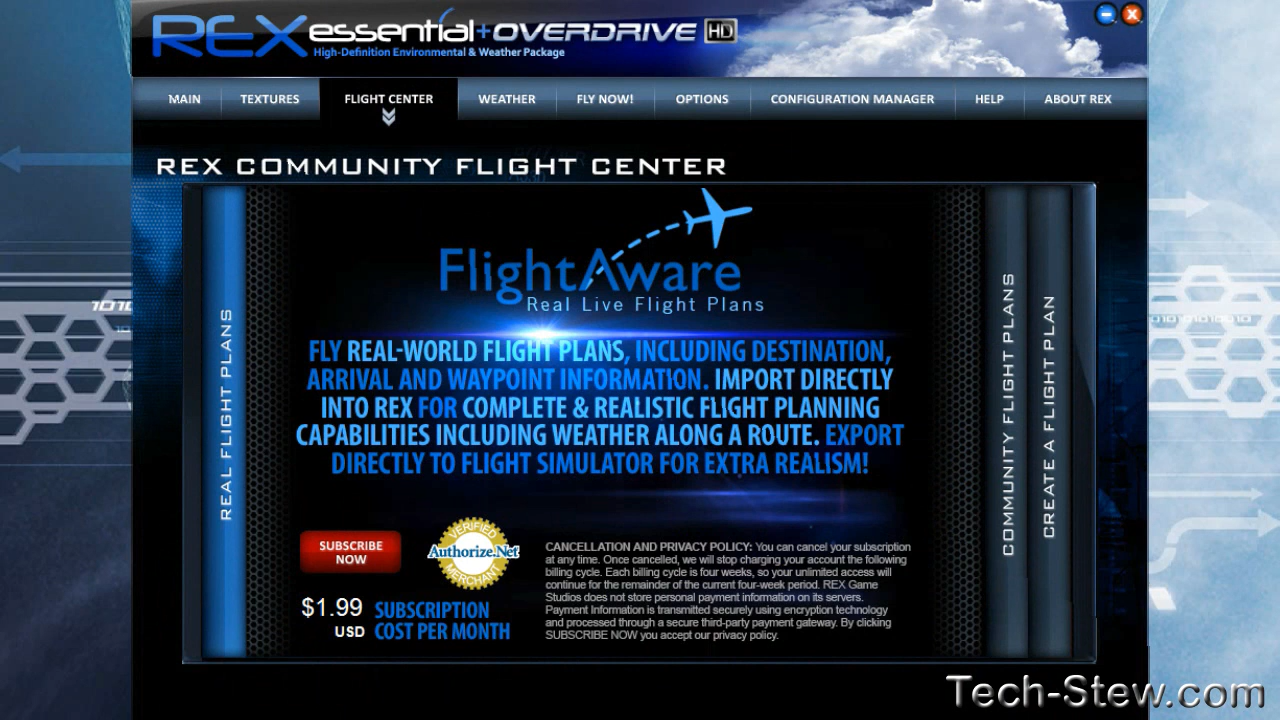 REX essential+OVERDRIVE HD
High-Definition Environmental & Weather Package
MAIN TEXTURES FLIGHT CENTER WEATHER FLY NOW! OPTIONS CONFIGURATION MANAGER HELP ABOUT REX
REX COMMUNITY FLIGHT CENTER
REAL FLIGHT PLANS
FlightAware
Real Live Flight Plans
FLY REAL-WORLD FLIGHT PLANS, INCLUDING DESTINATION,
ARRIVAL AND WAYPOINT INFORMATION. IMPORT DIRECTLY
INTO REX FOR COMPLETE & REALISTIC FLIGHT PLANNING
CAPABILITIES INCLUDING WEATHER ALONG A ROUTE. EXPORT
DIRECTLY TO FLIGHT SIMULATOR FOR EXTRA REALISM!
SUBSCRIBE
NOW
VERIFIED
Authorize.Net
MERCHANT
$1.99
USD
SUBSCRIPTION
COST PER MONTH
CANCELLATION AND PRIVACY POLICY: You can cancel your subscription
at any time. Once cancelled, we will stop charging your account the following
billing cycle. Each billing cycle is four weeks, so your unlimited access will
continue for the remainder of the current four-week period. REX Game
Studios does not store personal payment information on its servers.
Payment Information is transmitted securely using encryption technology
and processed through a secure third-party payment gateway. By clicking
SUBSCRIBE NOW you accept our privacy policy.
COMMUNITY FLIGHT PLANS
CREATE A FLIGHT PLAN
Tech-Stew.com